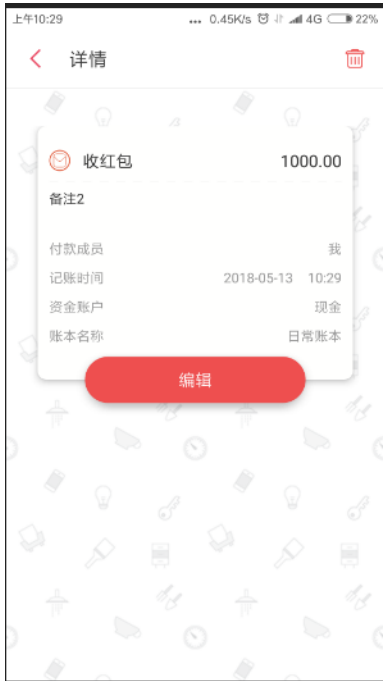 上午10:29 ... 0.45K/s 4G 22%
详情
收红包 1000.00
备注2
付款成员 我
记账时间 2018-05-13 10:29
资金账户 现金
账本名称 日常账本
编辑